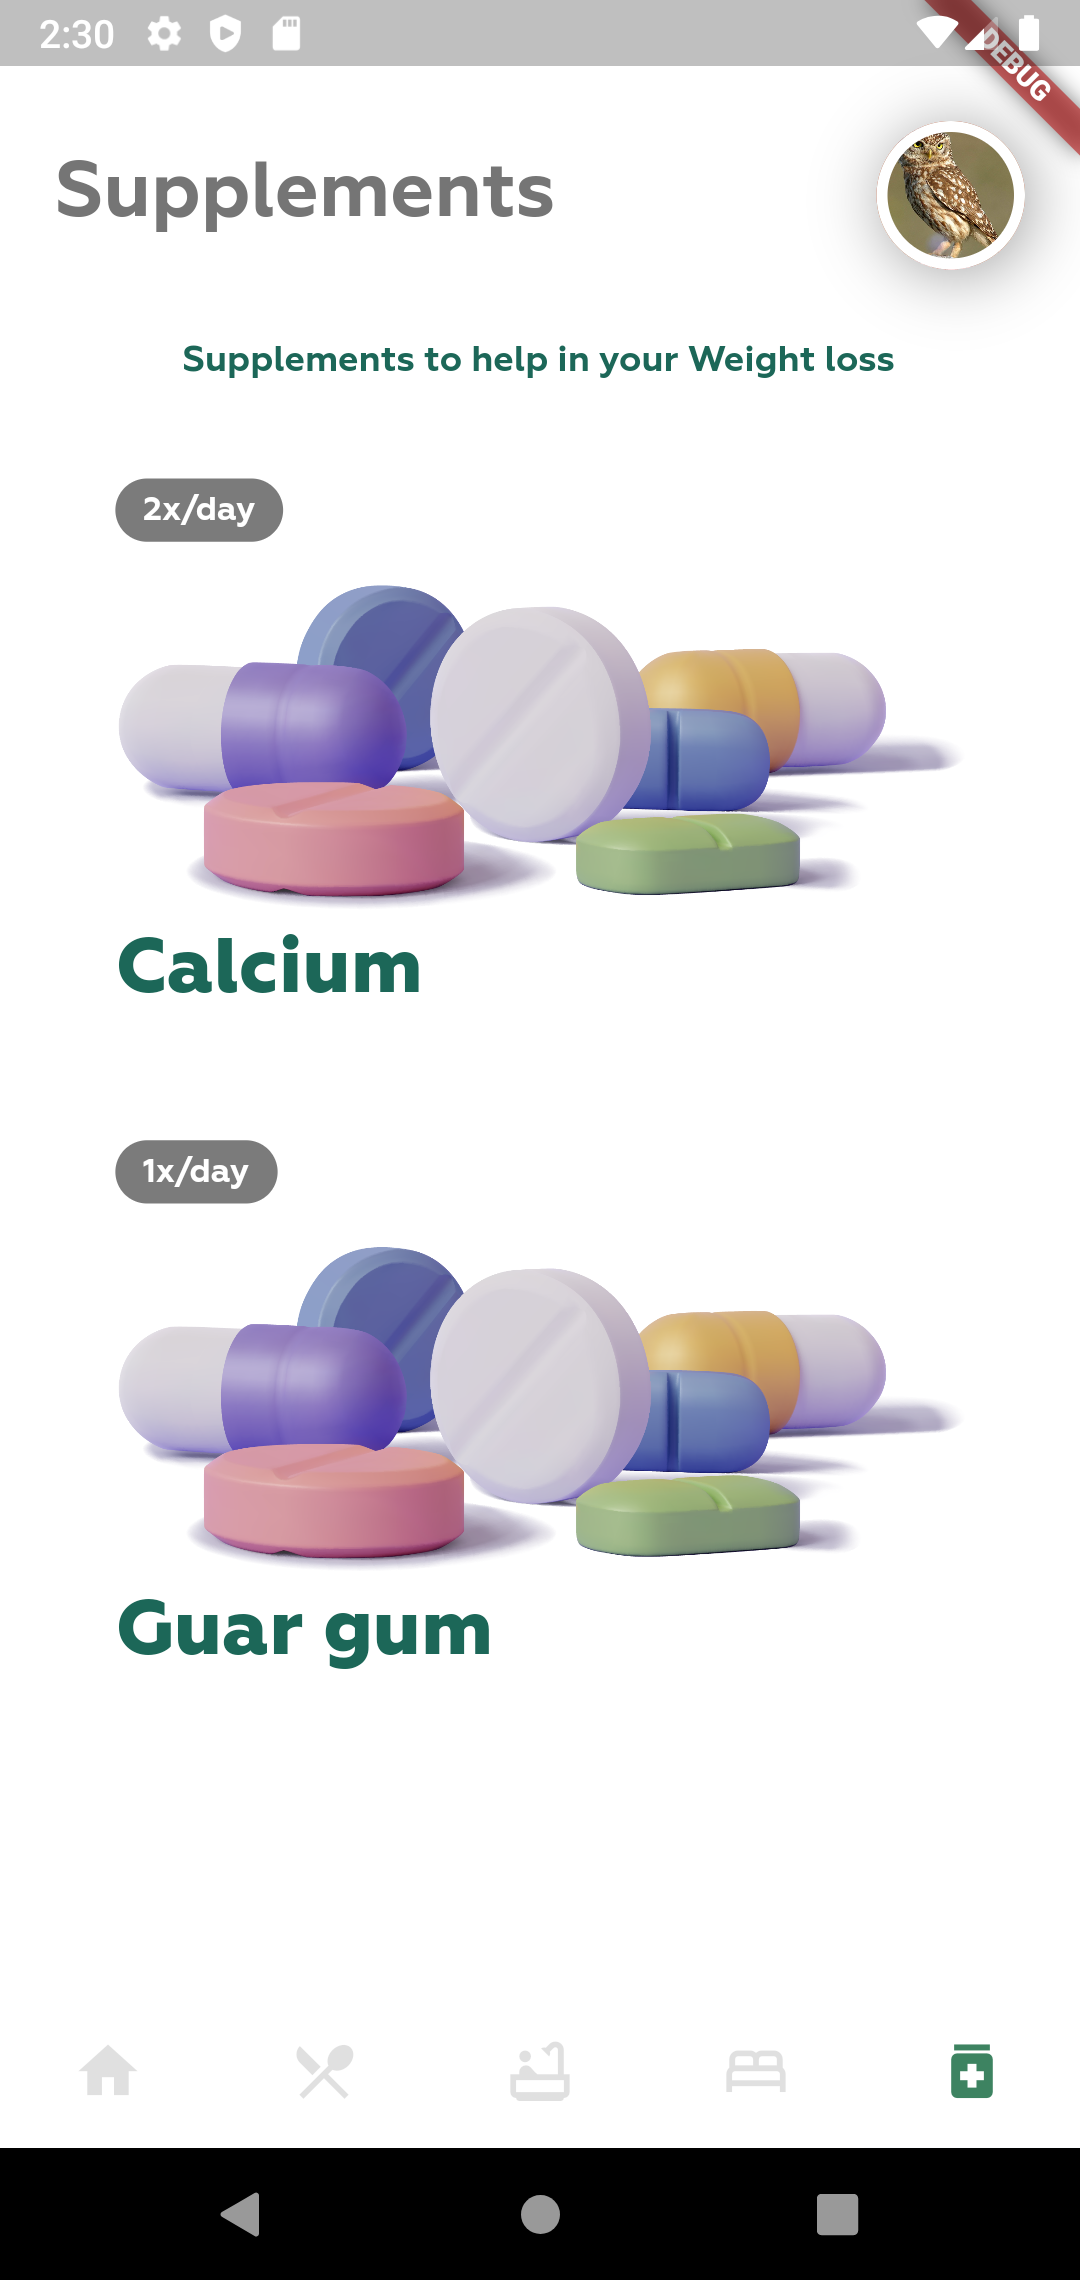 2:30
DEBUG
Supplements
Supplements to help in your Weight loss
2x/day
Calcium
1x/day
Guar gum